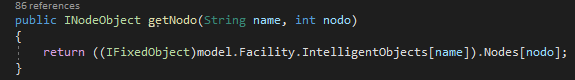 86 references
public INodeObject getNodo(String name, int nodo)
{
return ((IFixedObject)model.Facility.IntelligentObjects[name]).Nodes[nodo];
}